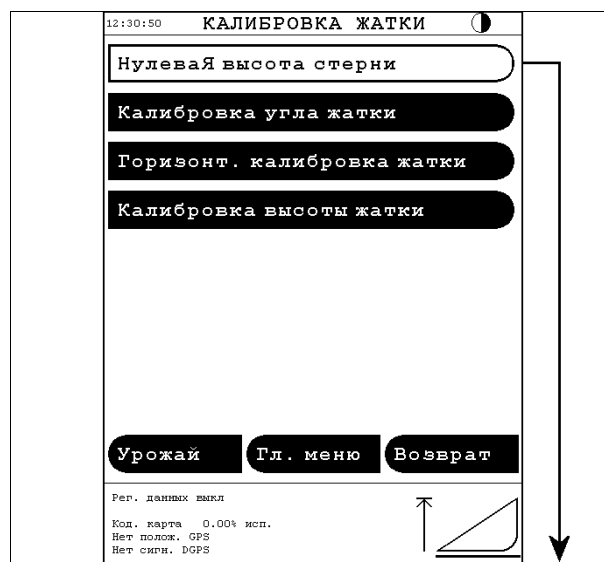 12:30:50 КАЛИБРОВКА ЖАТКИ
НулеваЯ высота стерни
Калибровка угла жатки
Горизонт. калибровка жатки
Калибровка высоты жатки
Урожай Гл. меню Возврат
Рег. данных выкл
Код. карта 0.00% исп.
Нет полож. GPS
Нет сигн. DGPS